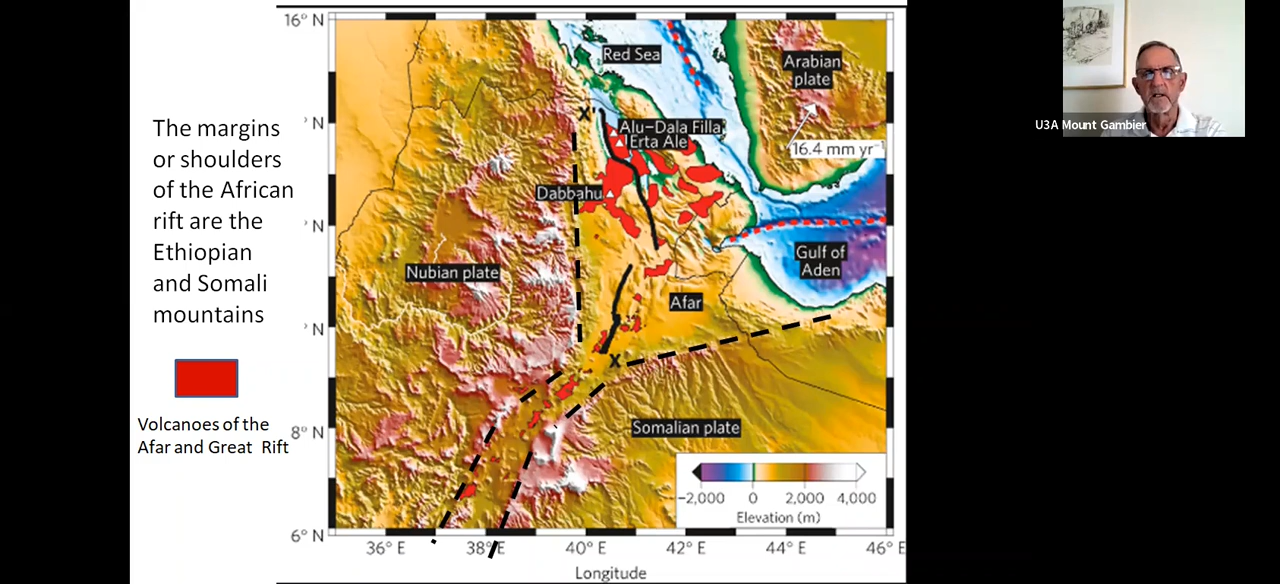 The margins
or shoulders
of the African
rift are the
Ethiopian
and Somali
mountains
Volcanoes of the
Afar and Great Rift
16° N
N
N
N
8° N
6° N
36° E
38° E
40° E
42° E
44° E
46° E
Longitude
Red Sea
Arabian
plate
16.4 mm yr⁻¹
X'
Alu–Dala Filla
Erta Ale
Dabbahu
Nubian plate
Gulf of
Aden
Afar
X
Somalian plate
–2,000 0 2,000 4,000
Elevation (m)
U3A Mount Gambier